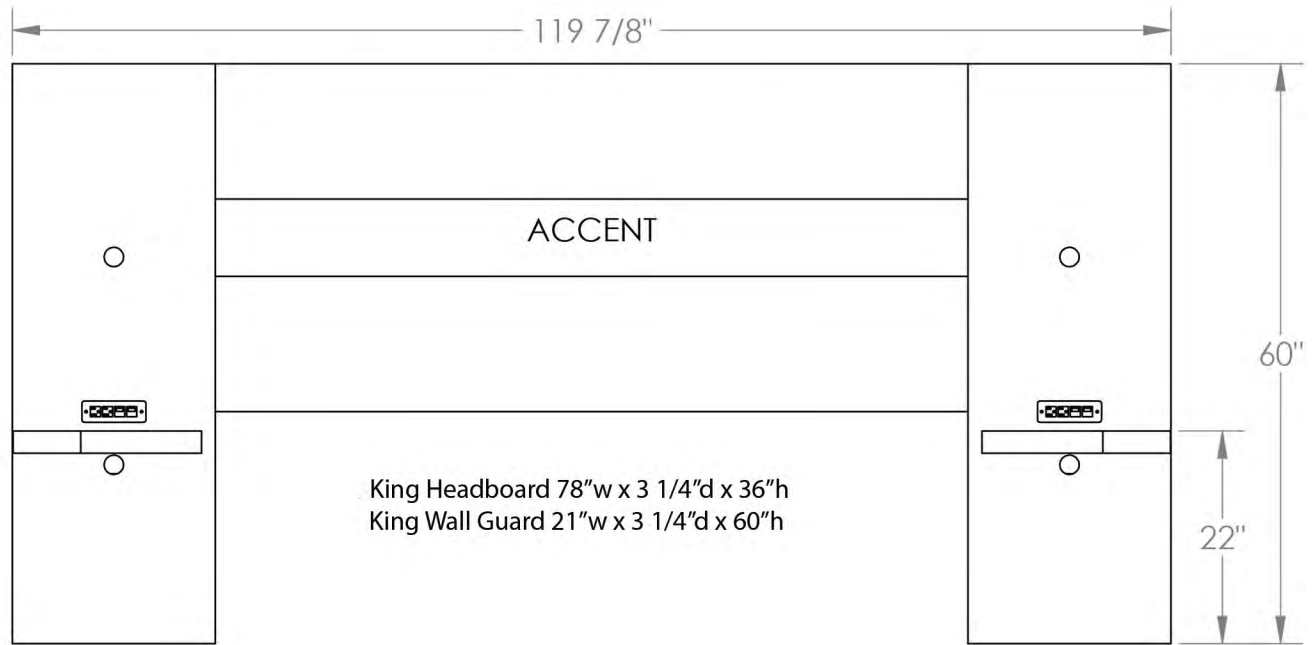 119 7/8"
ACCENT
60"
King Headboard 78”w x 3 1/4”d x 36”h
King Wall Guard 21”w x 3 1/4”d x 60”h
22"